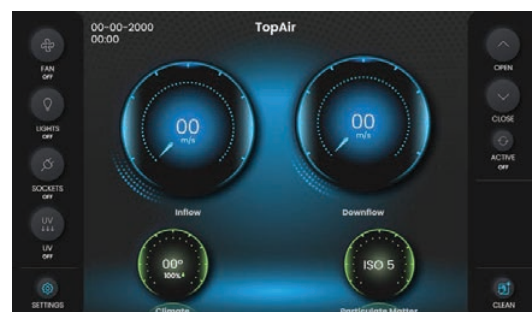 00-00-2000
00:00
TopAir
FAN
OFF
LIGHTS
OFF
SOCKETS
OFF
UV
UV
OFF
SETTINGS
00
m/s
Inflow
00
m/s
Downflow
00°
100%
Climate
ISO 5
Particulate Matter
OPEN
CLOSE
ACTIVE
OFF
CLEAN